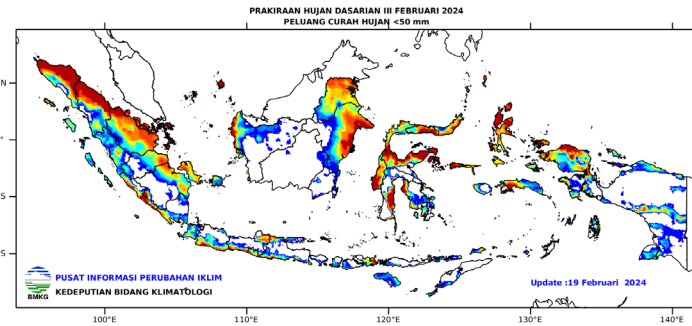 PRAKIRAAN HUJAN DASARIAN III FEBRUARI 2024
PELUANG CURAH HUJAN <50 mm
N
°
S
S
PUSAT INFORMASI PERUBAHAN IKLIM
KEDEPUTIAN BIDANG KLIMATOLOGI
BMKG
Update :19 Februari 2024
100°E 110°E 120°E 130°E 140°E